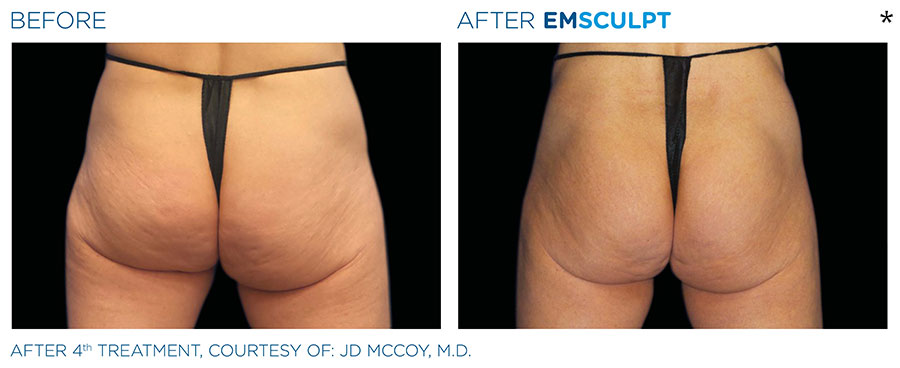 BEFORE
AFTER EMSCULPT
*
AFTER 4th TREATMENT, COURTESY OF: JD MCCOY, M.D.